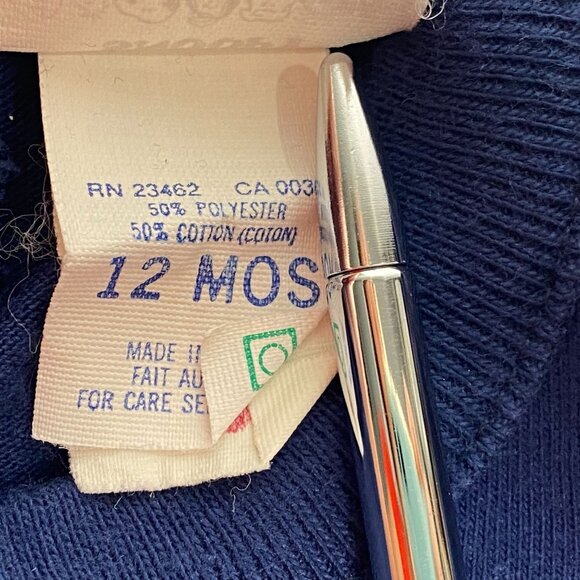 RN 23462 CA 003
50% POLYESTER
50% COTTON (COTON)
12 MOS
MADE I
FAIT AU
FOR CARE SE